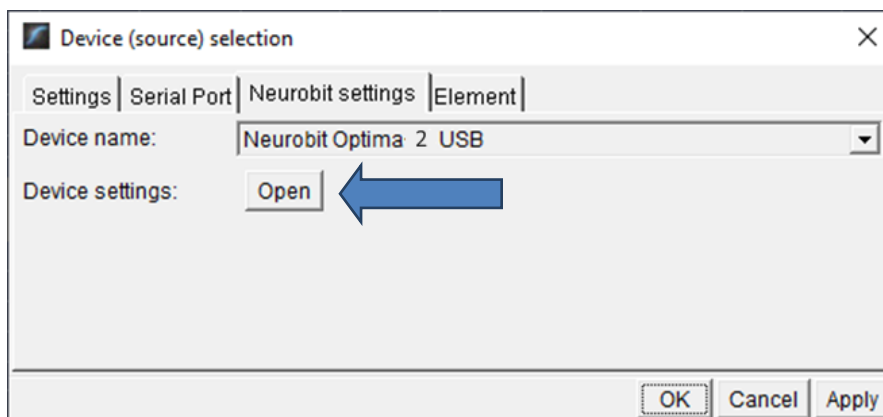 Device (source) selection
Settings Serial Port Neurobit settings Element
Device name: Neurobit Optima 2 USB
Device settings: Open
OK Cancel Apply